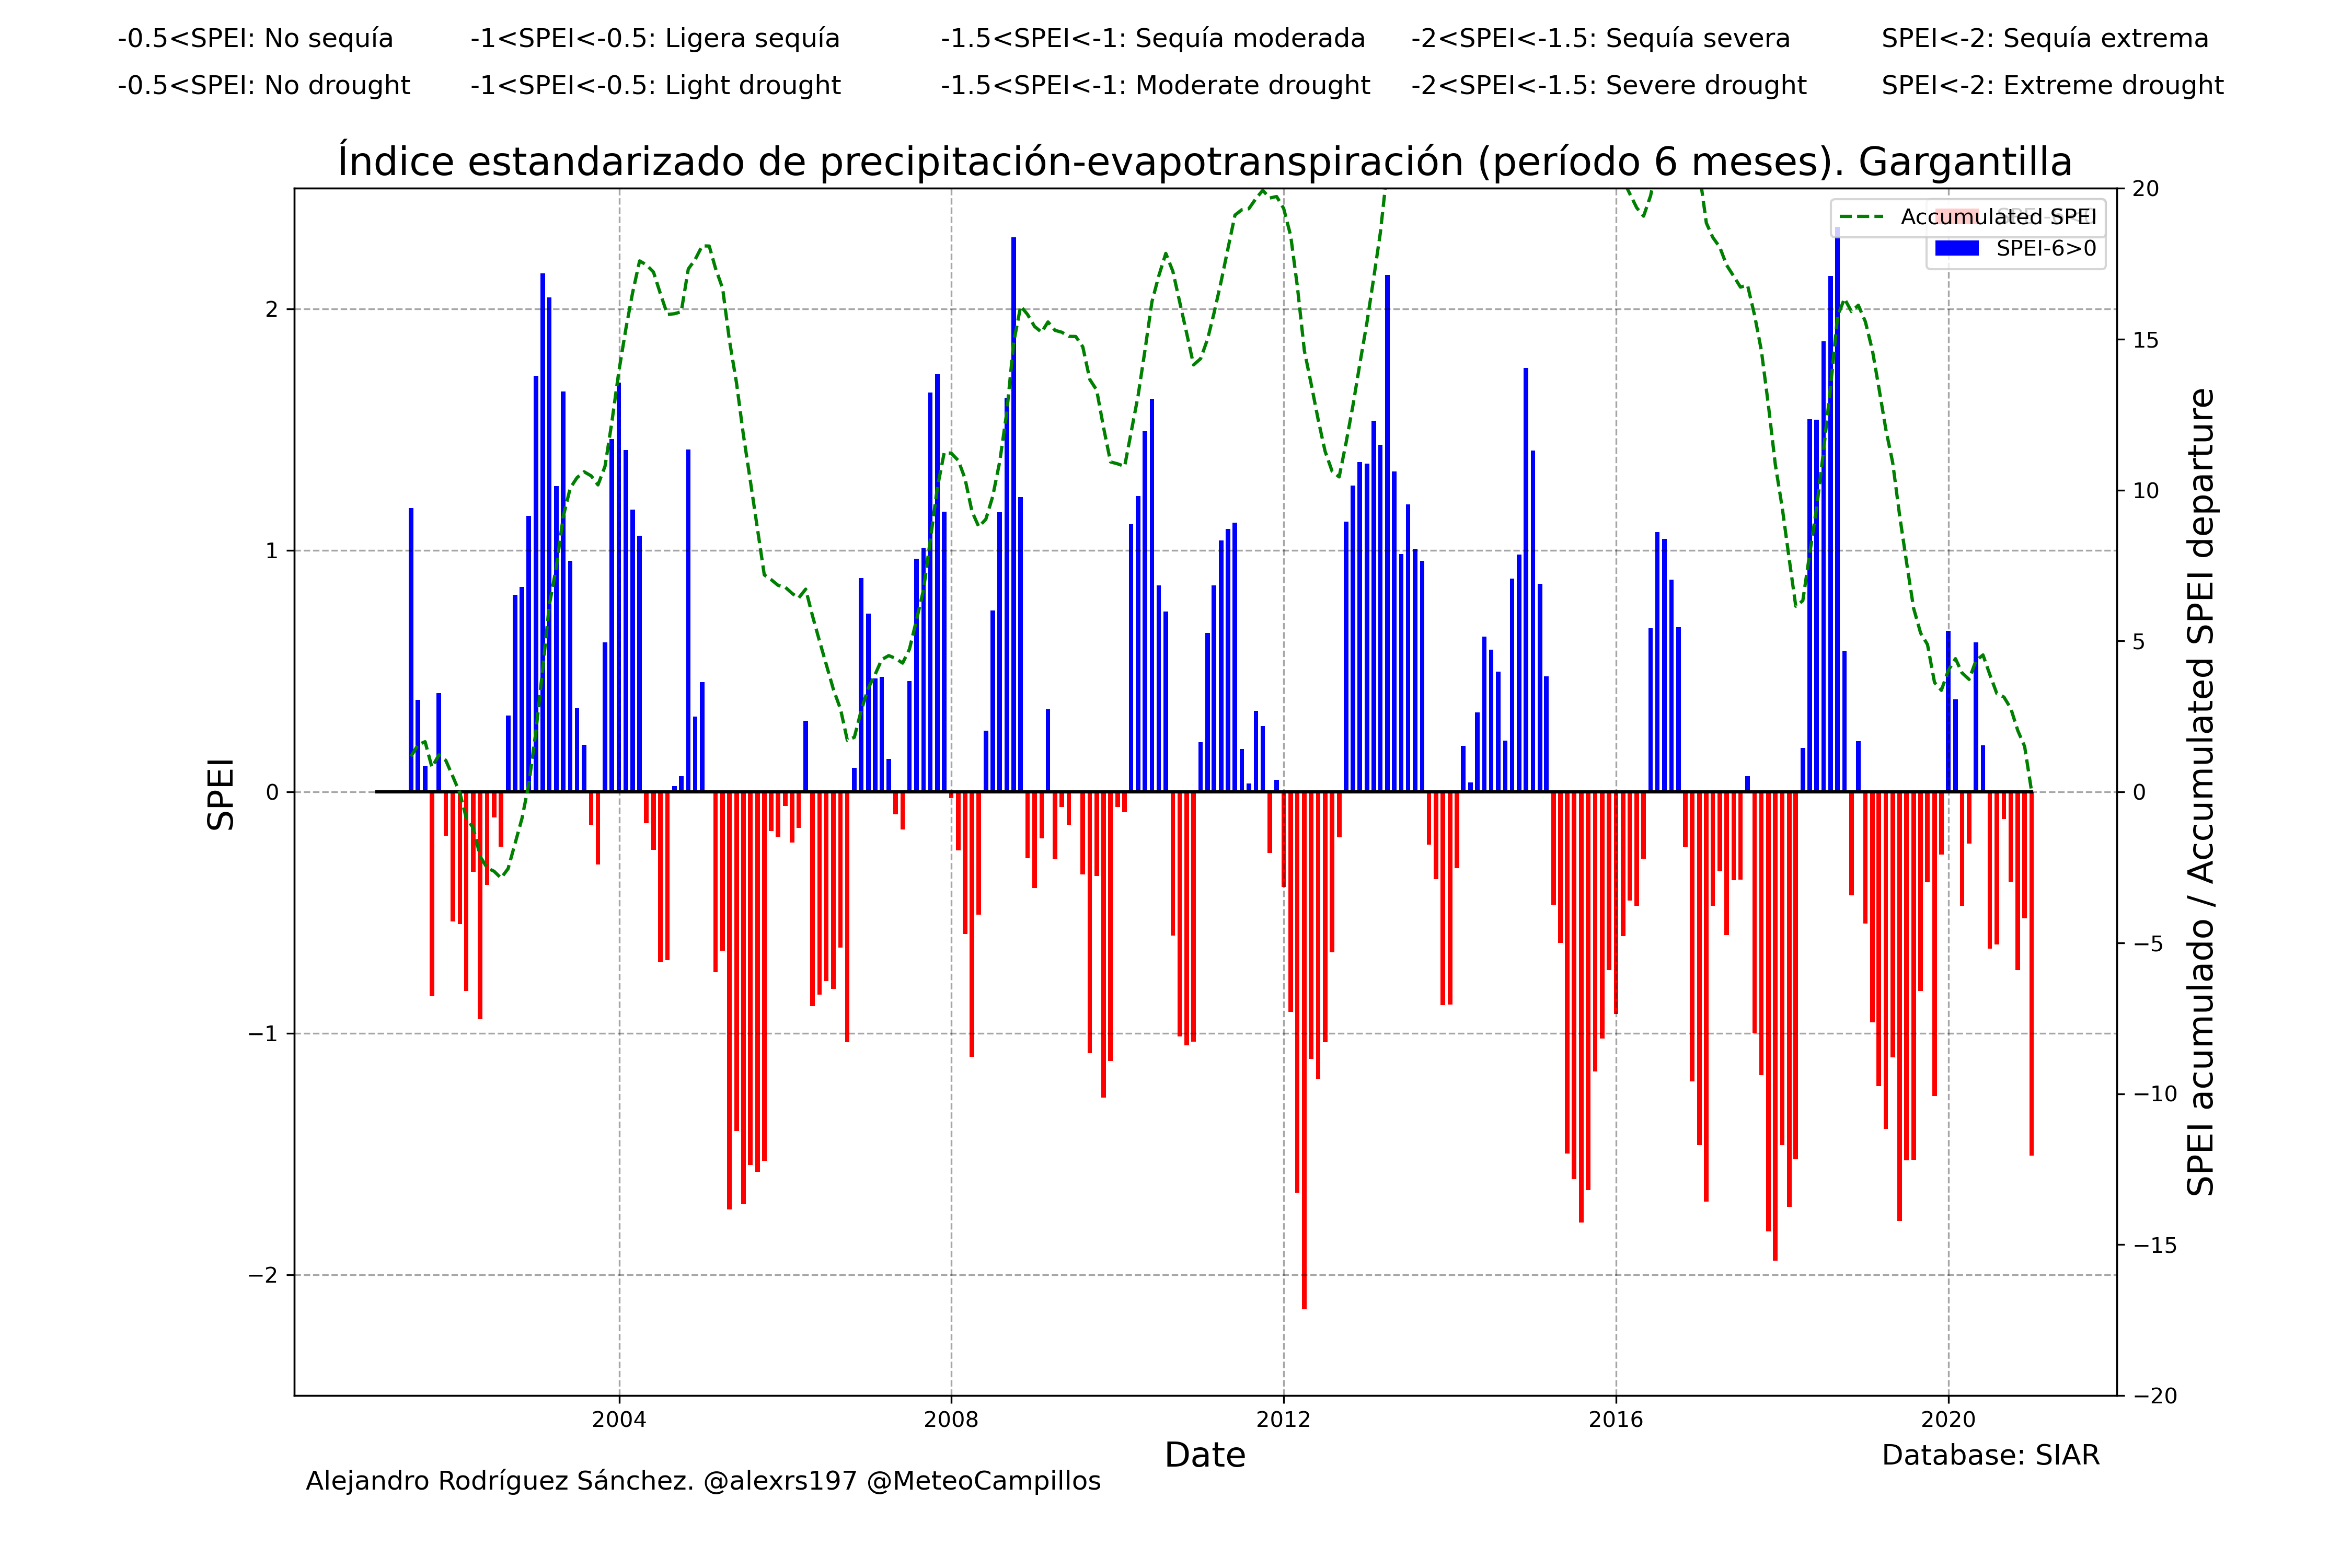 -0.5<SPEI: No sequía -1<SPEI<-0.5: Ligera sequía -1.5<SPEI<-1: Sequía moderada -2<SPEI<-1.5: Sequía severa SPEI<-2: Sequía extrema
-0.5<SPEI: No drought -1<SPEI<-0.5: Light drought -1.5<SPEI<-1: Moderate drought -2<SPEI<-1.5: Severe drought SPEI<-2: Extreme drought
Índice estandarizado de precipitación-evapotranspiración (período 6 meses). Gargantilla
Accumulated SPEI
SPEI-6>0
SPEI
2
1
0
−1
−2
20
15
10
5
0
−5
−10
−15
−20
SPEI acumulado / Accumulated SPEI departure
2004 2008 2012 2016 2020
Date
Database: SIAR
Alejandro Rodríguez Sánchez. @alexrs197 @MeteoCampillos